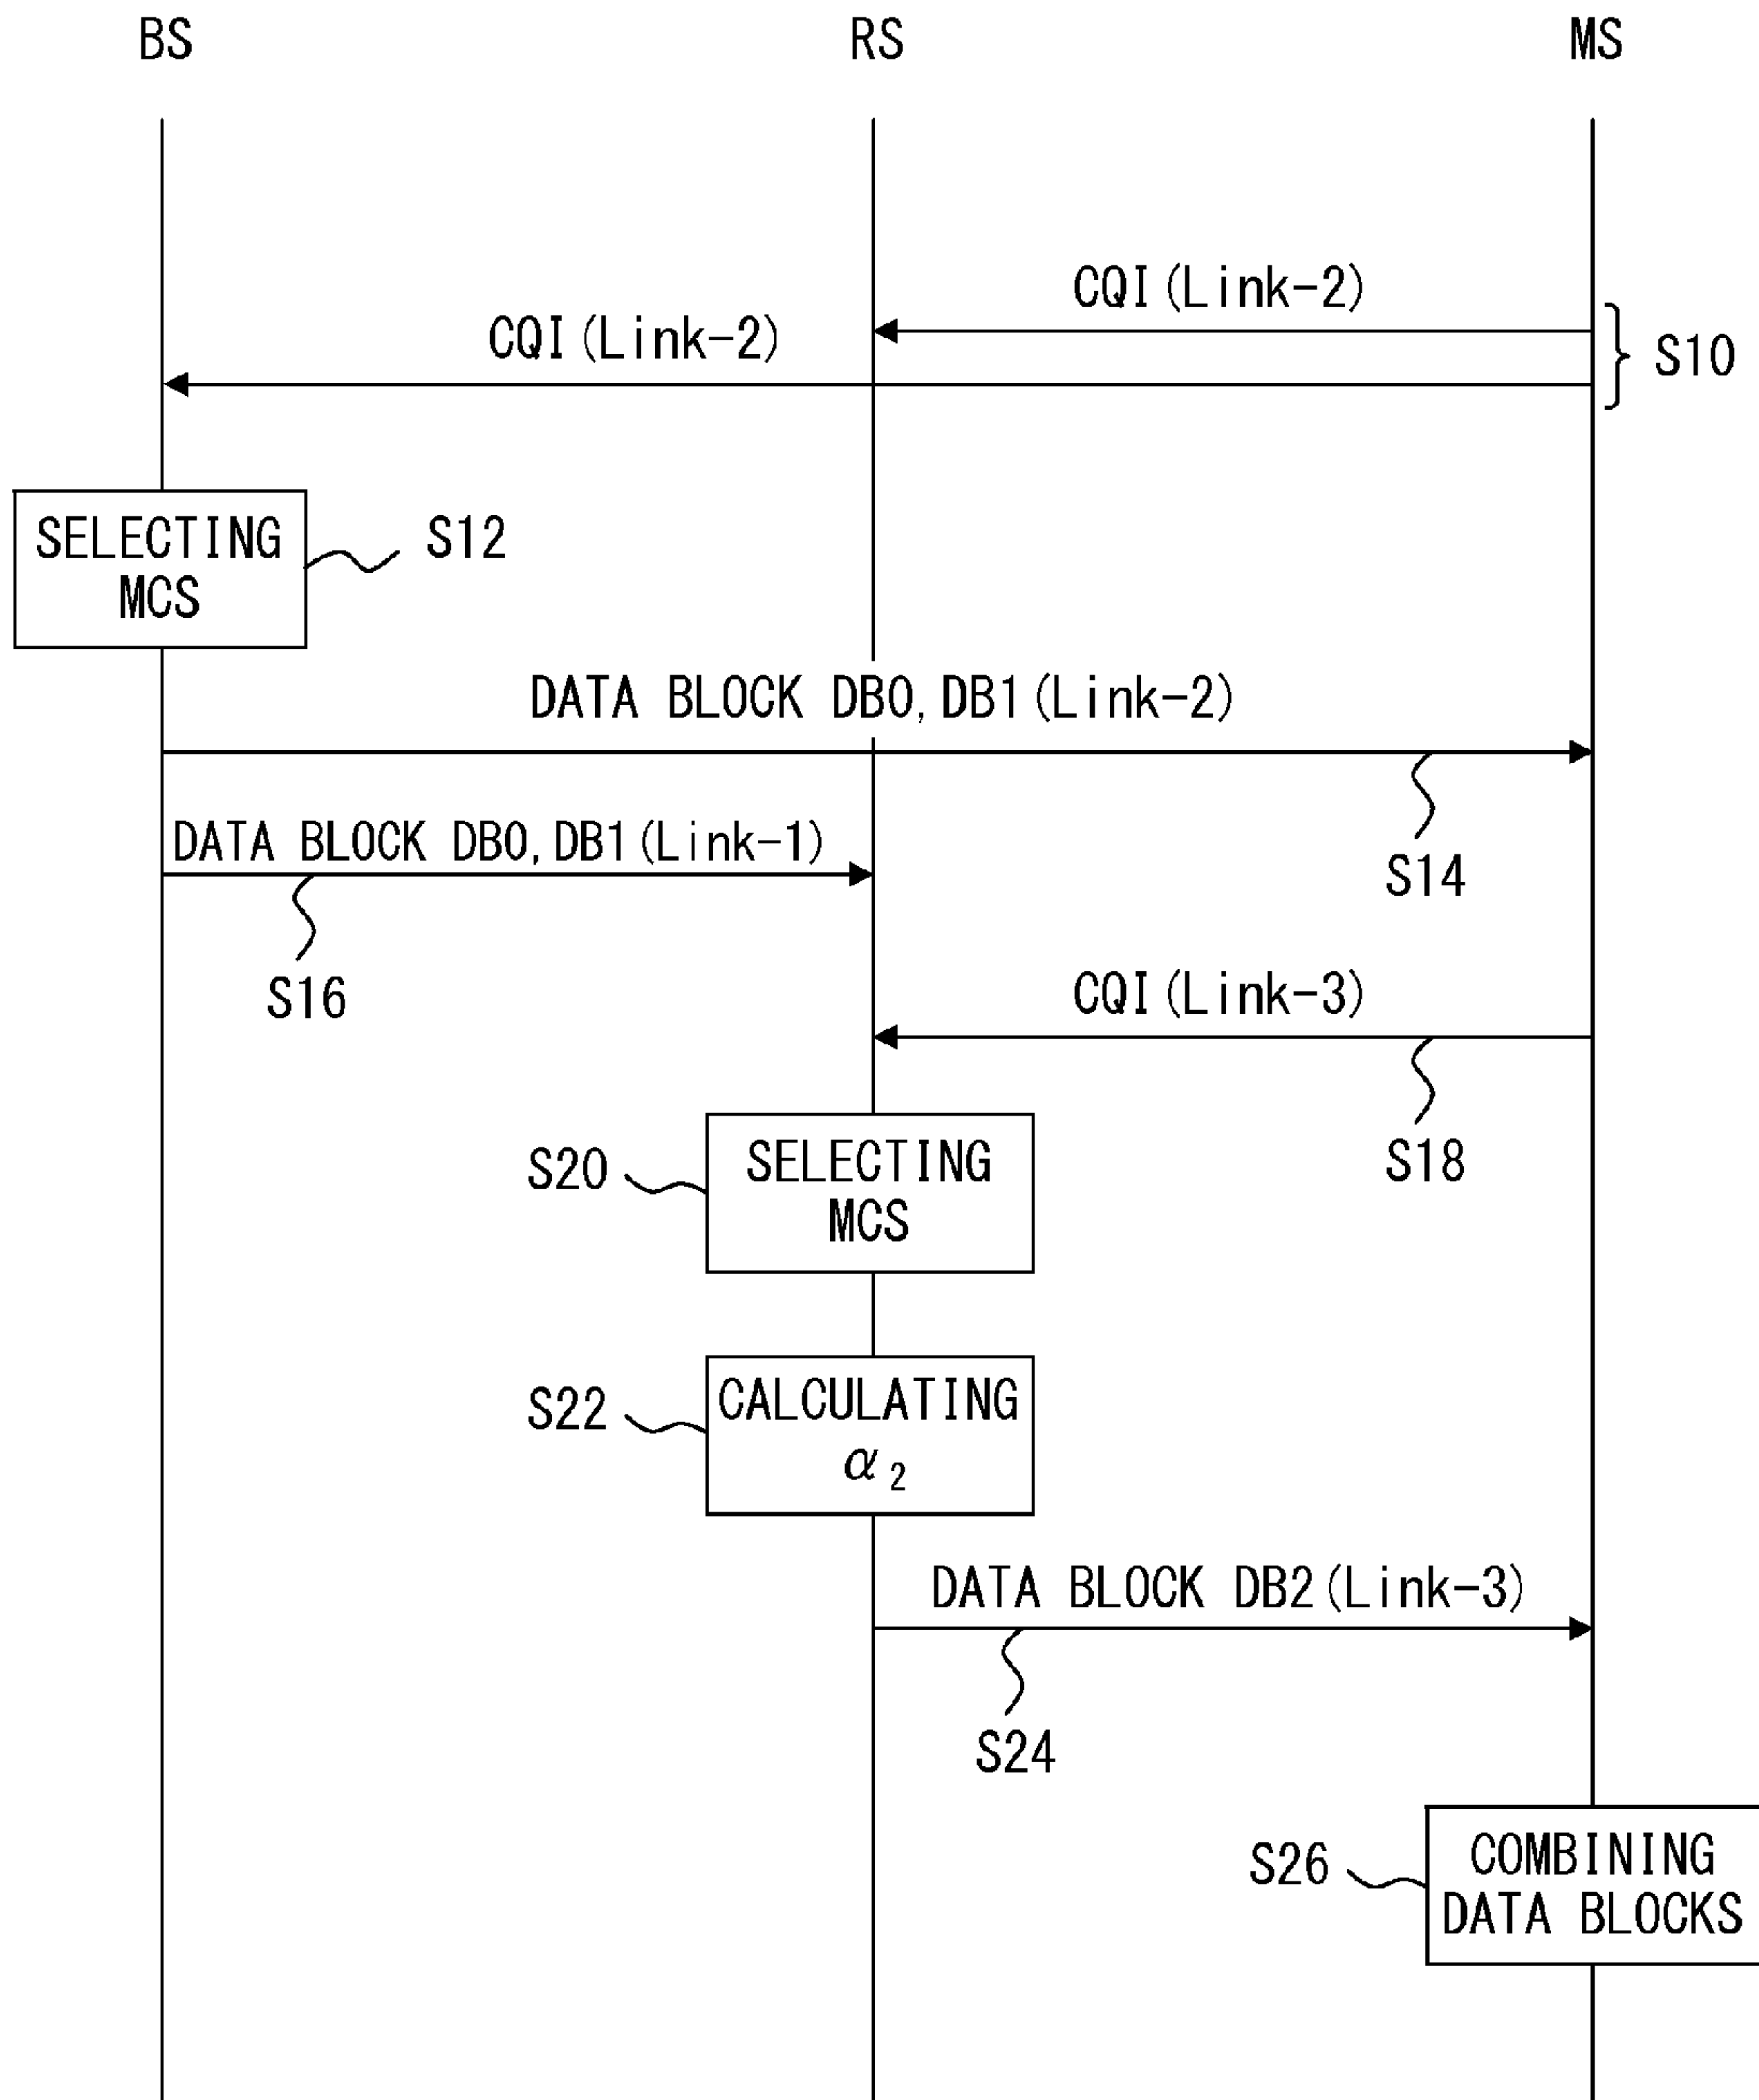 BS
RS
MS
CQI(Link-2)
CQI(Link-2)
S10
SELECTING
MCS
S12
DATA BLOCK DB0, DB1(Link-2)
S14
DATA BLOCK DB0, DB1(Link-1)
S16
CQI(Link-3)
S18
S20
SELECTING
MCS
S22
CALCULATING
α2
DATA BLOCK DB2(Link-3)
S24
S26
COMBINING
DATA BLOCKS